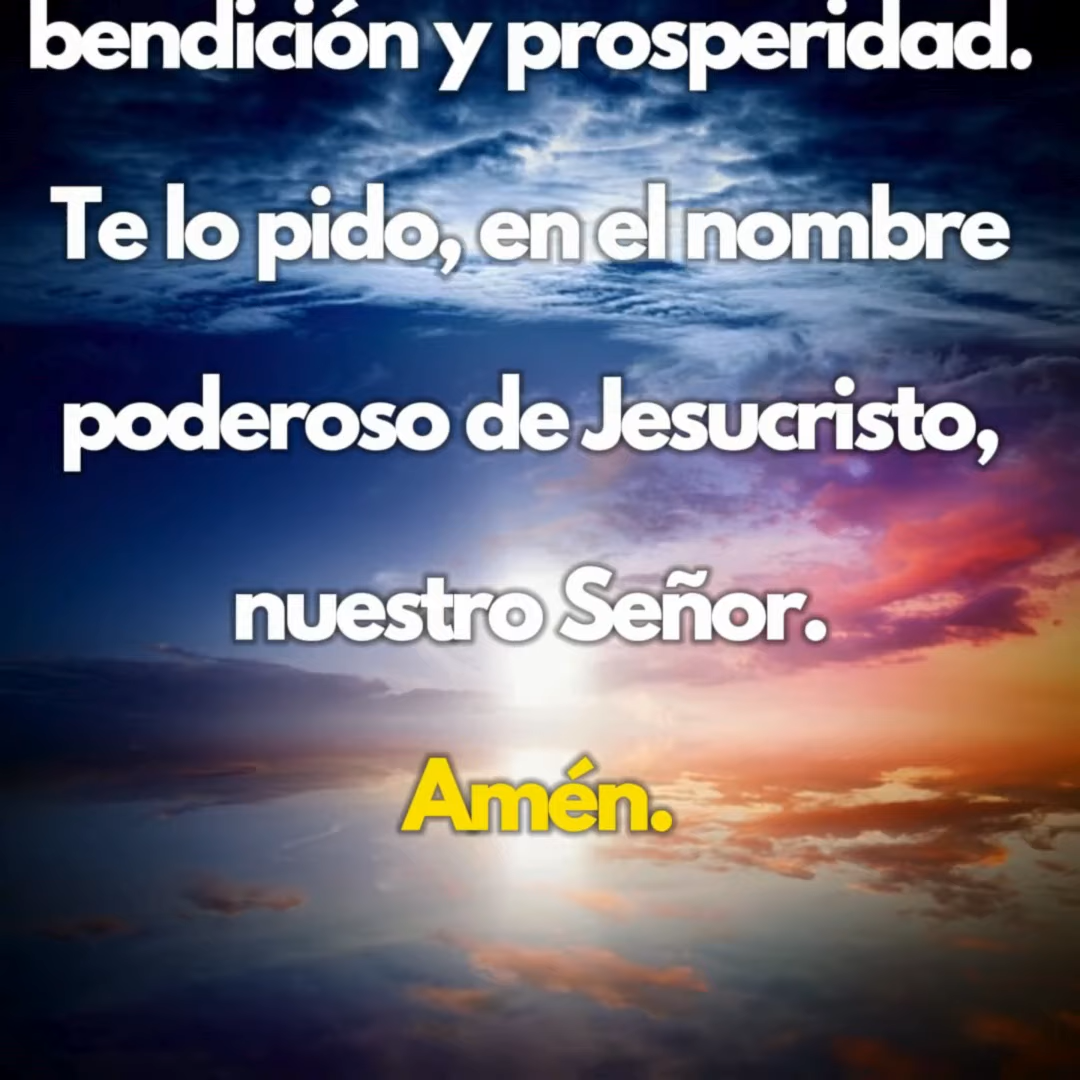 bendición y prosperidad.
Te lo pido, en el nombre
poderoso de Jesucristo,
nuestro Señor.
Amén.